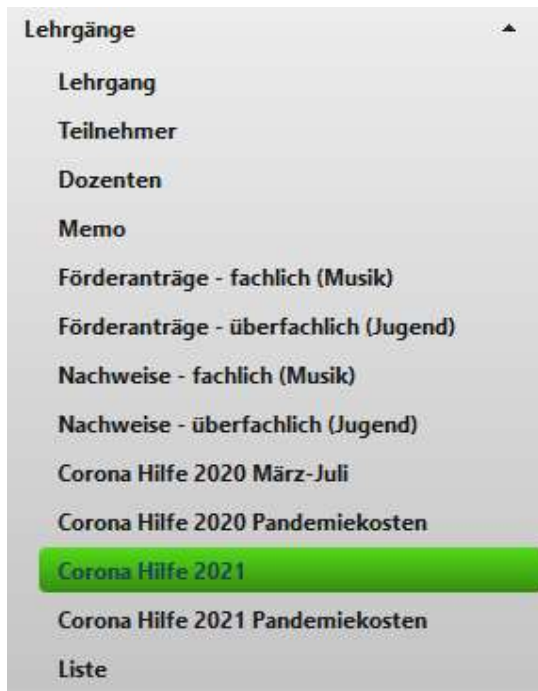 Lehrgänge
Lehrgang
Teilnehmer
Dozenten
Memo
Förderanträge - fachlich (Musik)
Förderanträge - überfachlich (Jugend)
Nachweise - fachlich (Musik)
Nachweise - überfachlich (Jugend)
Corona Hilfe 2020 März-Juli
Corona Hilfe 2020 Pandemiekosten
Corona Hilfe 2021
Corona Hilfe 2021 Pandemiekosten
Liste